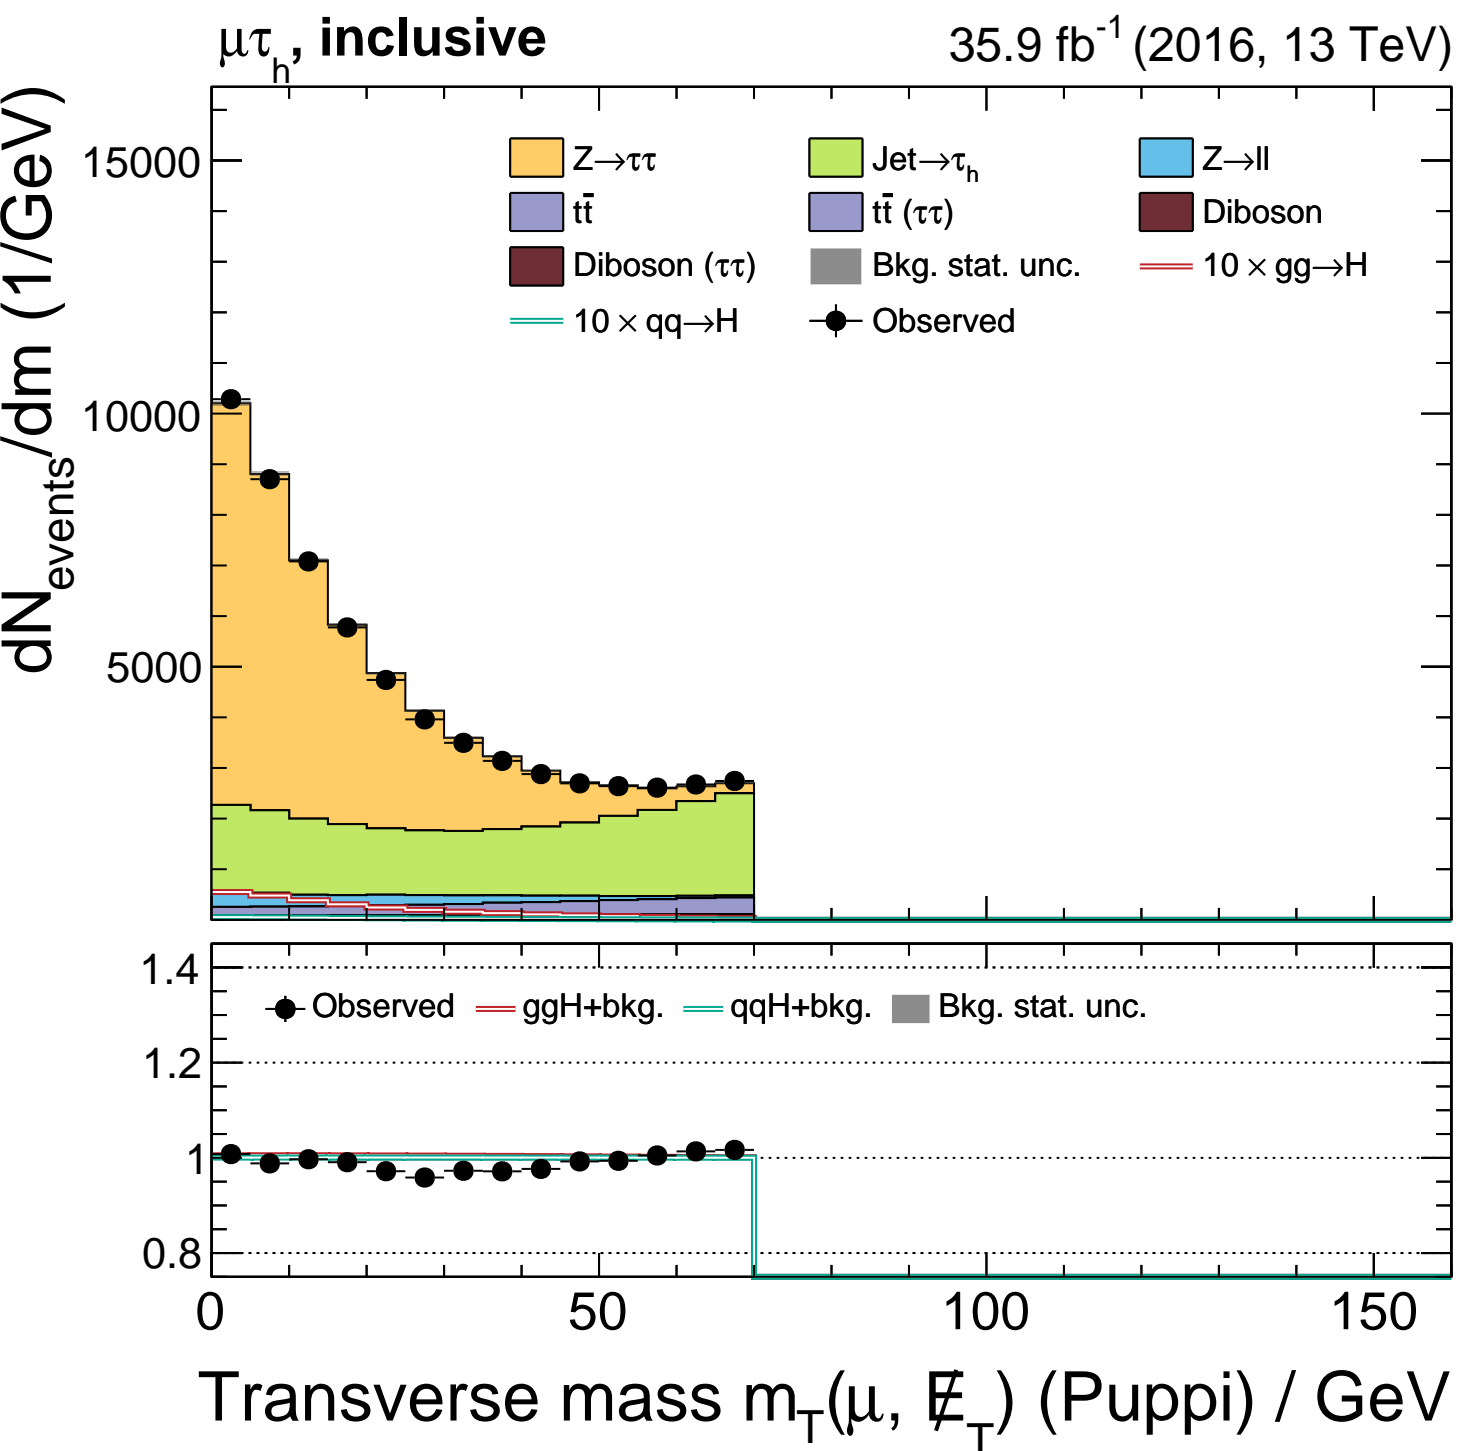 μτh, inclusive 35.9 fb-1 (2016, 13 TeV)
dNevents/dm (1/GeV)
15000
10000
5000
Z→ττ Jet→τh Z→ll
tt̄ tt̄ (ττ) Diboson
Diboson (ττ) Bkg. stat. unc. 10 × gg→H
10 × qq→H Observed
1.4
1.2
1
0.8
Observed ggH+bkg. qqH+bkg. Bkg. stat. unc.
0 50 100 150
Transverse mass mT(μ, E̸T) (Puppi) / GeV